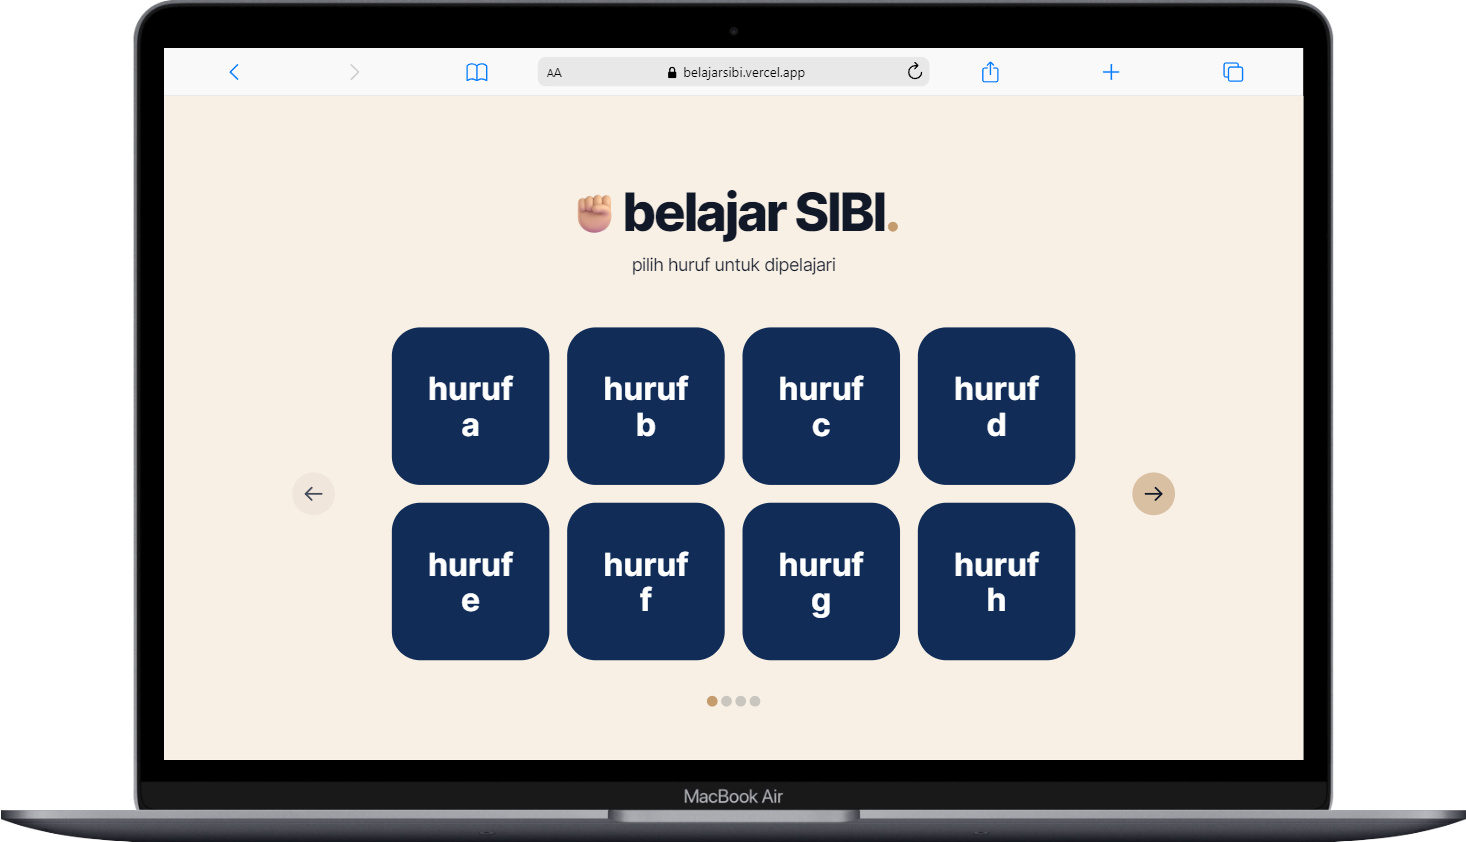 AA belajarsibi.vercel.app
belajar SIBI.
pilih huruf untuk dipelajari
huruf
a
huruf
b
huruf
c
huruf
d
huruf
e
huruf
f
huruf
g
huruf
h
MacBook Air